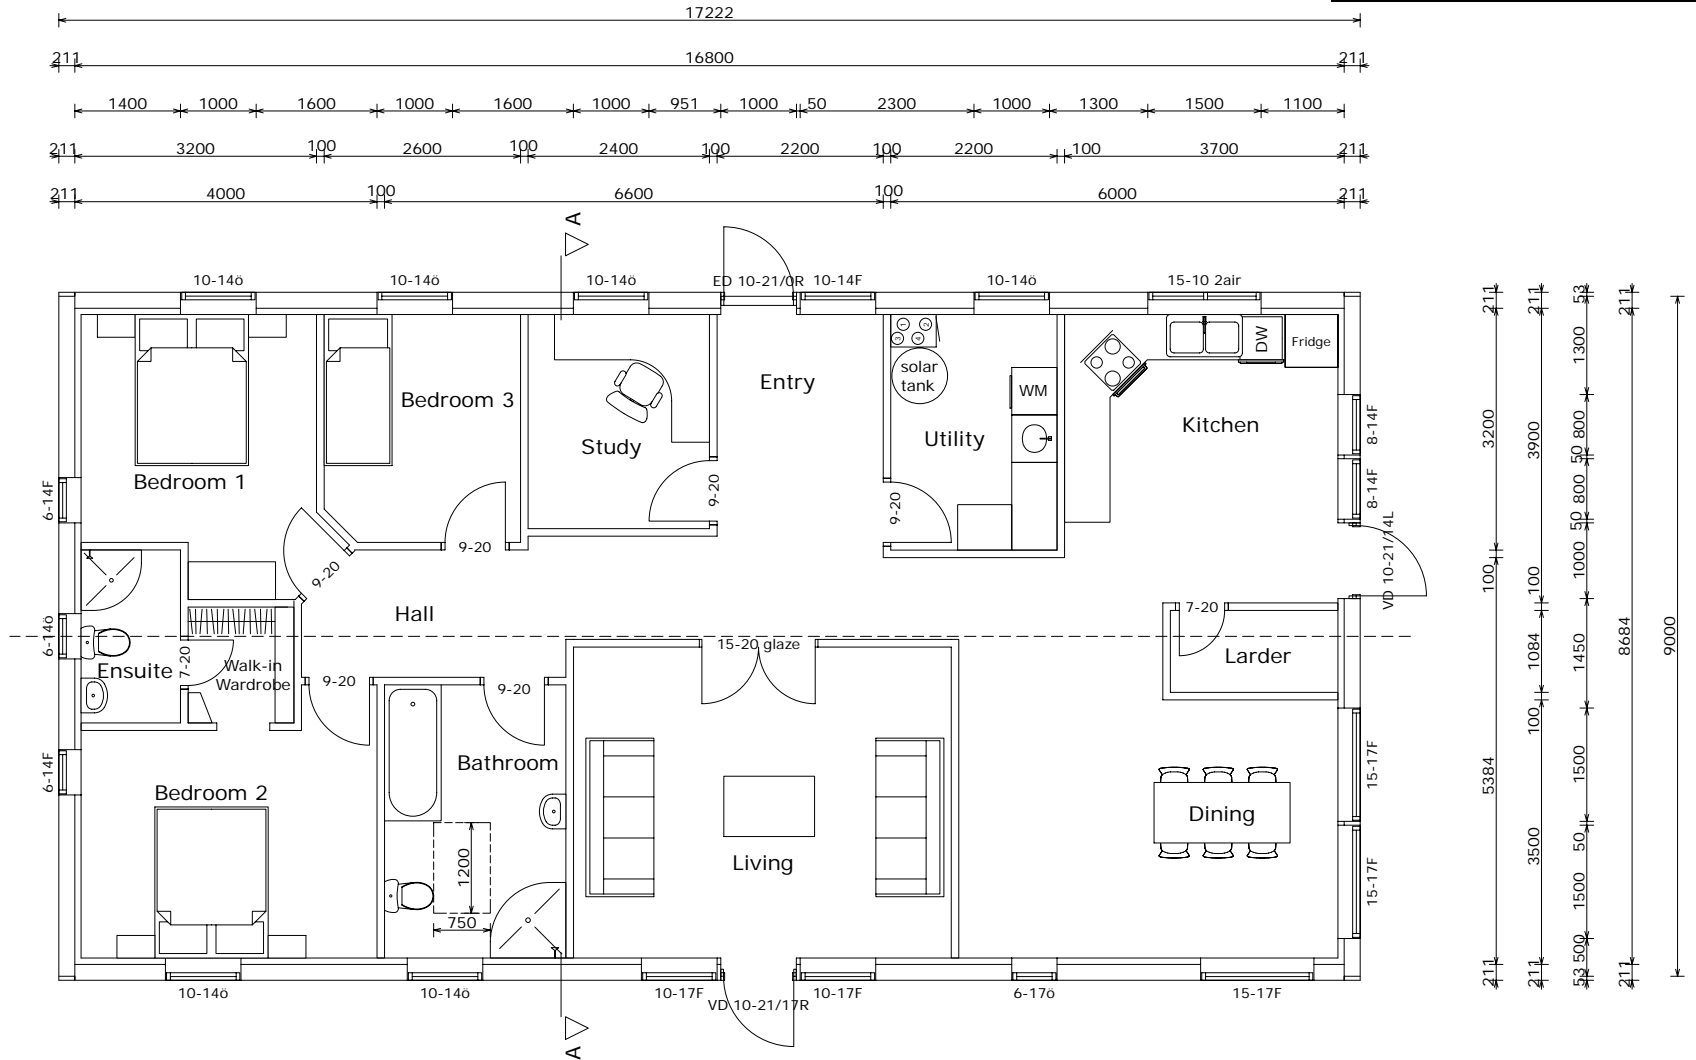 17222
211 16800 211
1400 1000 1600 1000 1600 1000 951 1000 50 2300 1000 1300 1500 1100
211 3200 100 2600 100 2400 100 2200 100 2200 100 3700 211
211 4000 100 6600 100 6000 211
A
10-14ö 10-14ö 10-14ö ED 10-21/0R 10-14F 10-14ö 15-10 2air
1 2
3 4
solar
tank
WM
DW
Fridge
Entry
Bedroom 3
Study
Utility
Kitchen
Bedroom 1
6-14F
9-20
9-20
9-20
9-20
8-14F
8-14F
VD 10-21/14L
Hall
7-20
6-14ö
Ensuite
7-20
Walk-in
Wardrobe
9-20
9-20
15-20 glaze
Larder
6-14F
Bedroom 2
Bathroom
1200
750
Living
Dining
15-17F
15-17F
10-14ö 10-14ö 10-17F VD 10-21/17R 10-17F 6-17ö 15-17F
A
211 3200 100 5384 211
211 3900 100 1084 100 3500 211
53 1300 800 50 800 50 1000 1450 1500 50 1500 500 53
211 8684 211
9000